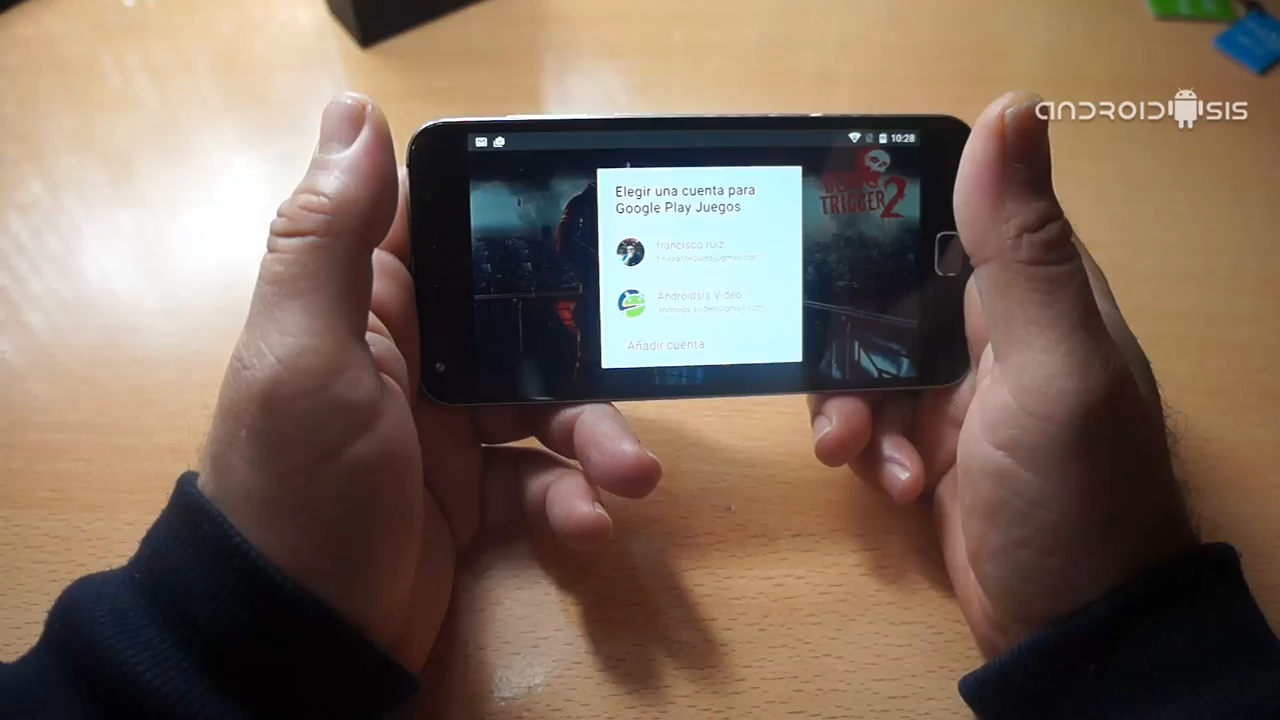 ANDROIDSIS
10:28
TRIGGER 2
Elegir una cuenta para
Google Play Juegos
francisco ruiz
Androidsis Video
Añadir cuenta